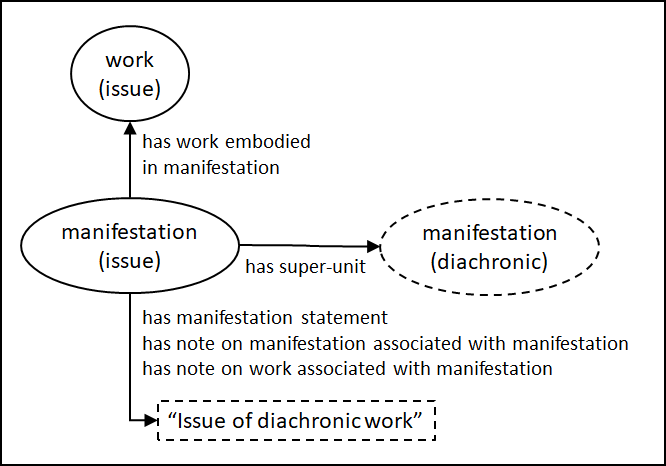 work
(issue)
has work embodied
in manifestation
manifestation
(issue)
has super-unit
manifestation
(diachronic)
has manifestation statement
has note on manifestation associated with manifestation
has note on work associated with manifestation
“Issue of diachronic work”